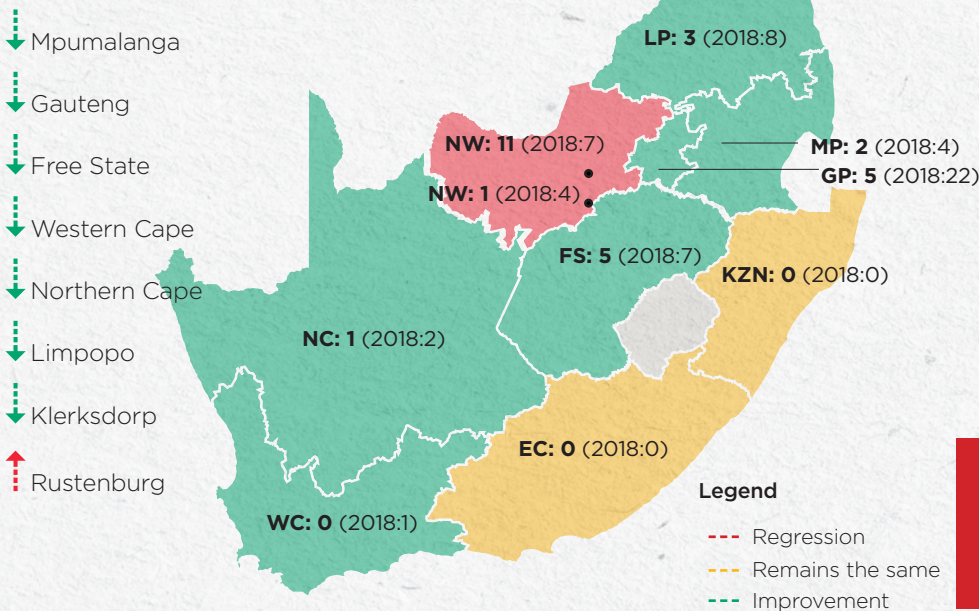 Mpumalanga
Gauteng
Free State
Western Cape
Northern Cape
Limpopo
Klerksdorp
Rustenburg
LP: 3 (2018:8)
NW: 11 (2018:7)
MP: 2 (2018:4)
GP: 5 (2018:22)
NW: 1 (2018:4)
FS: 5 (2018:7)
KZN: 0 (2018:0)
NC: 1 (2018:2)
EC: 0 (2018:0)
WC: 0 (2018:1)
Legend
Regression
Remains the same
Improvement